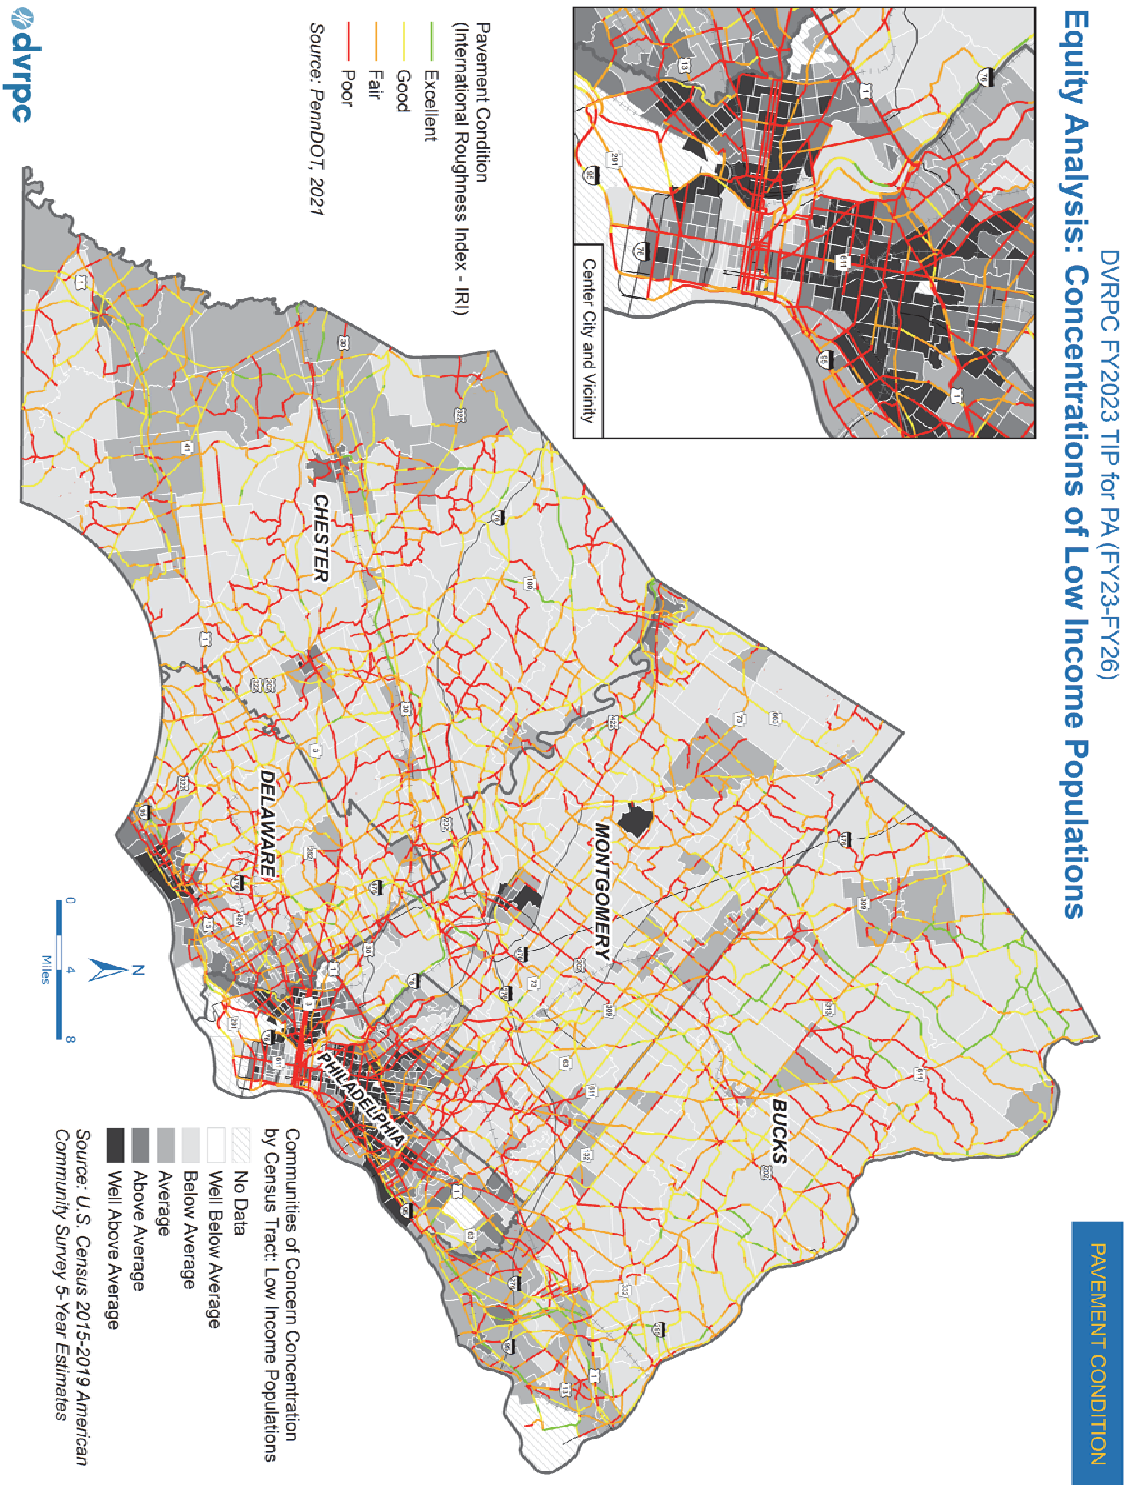 DVRPC FY2023 TIP for PA (FY23-FY26)
Equity Analysis: Concentrations of Low Income Populations
PAVEMENT CONDITION
Center City and Vicinity
Pavement Condition
(International Roughness Index - IRI)
Excellent
Good
Fair
Poor
Source: PennDOT, 2021
dvrpc
CHESTER
DELAWARE
MONTGOMERY
BUCKS
PHILADELPHIA
N
0 4 8
Miles
Communities of Concern Concentration
by Census Tract: Low Income Populations
No Data
Well Below Average
Below Average
Average
Above Average
Well Above Average
Source: U.S. Census 2015-2019 American
Community Survey 5-Year Estimates